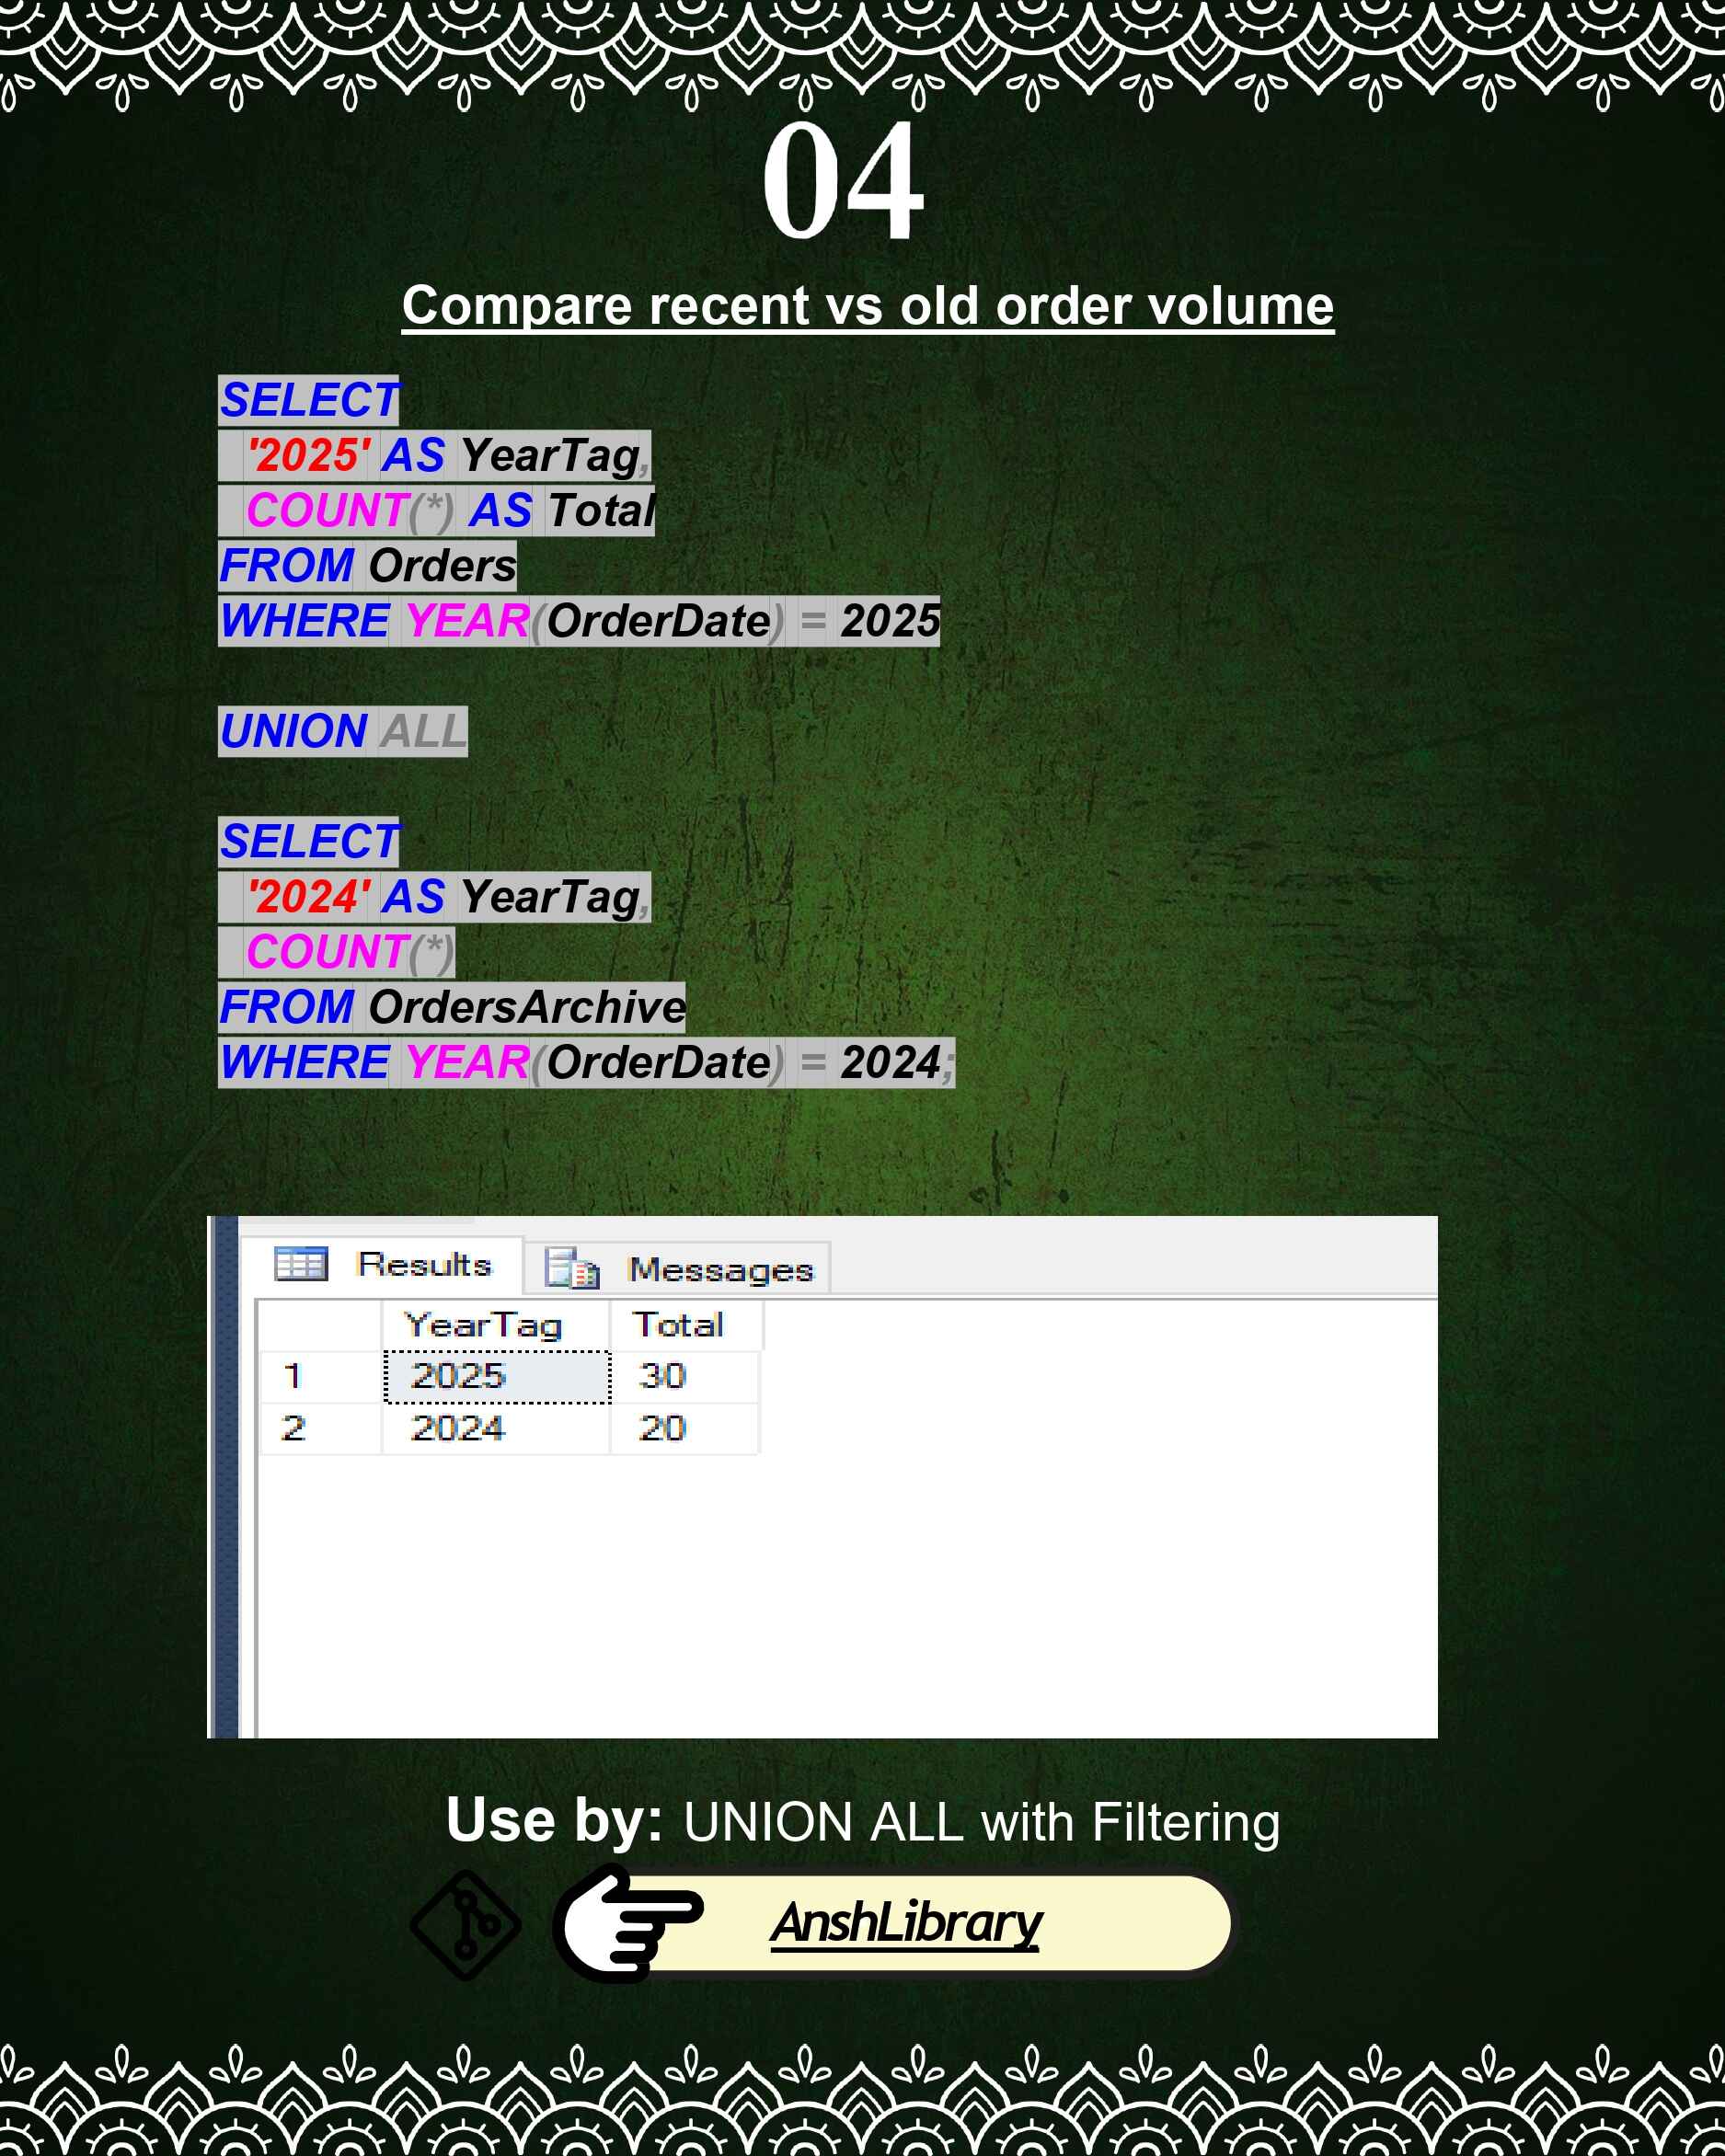 04
Compare recent vs old order volume
SELECT
'2025' AS YearTag,
COUNT(*) AS Total
FROM Orders
WHERE YEAR(OrderDate) = 2025
UNION ALL
SELECT
'2024' AS YearTag,
COUNT(*)
FROM OrdersArchive
WHERE YEAR(OrderDate) = 2024;
Results Messages
YearTag Total
1 2025 30
2 2024 20
Use by: UNION ALL with Filtering
AnshLibrary